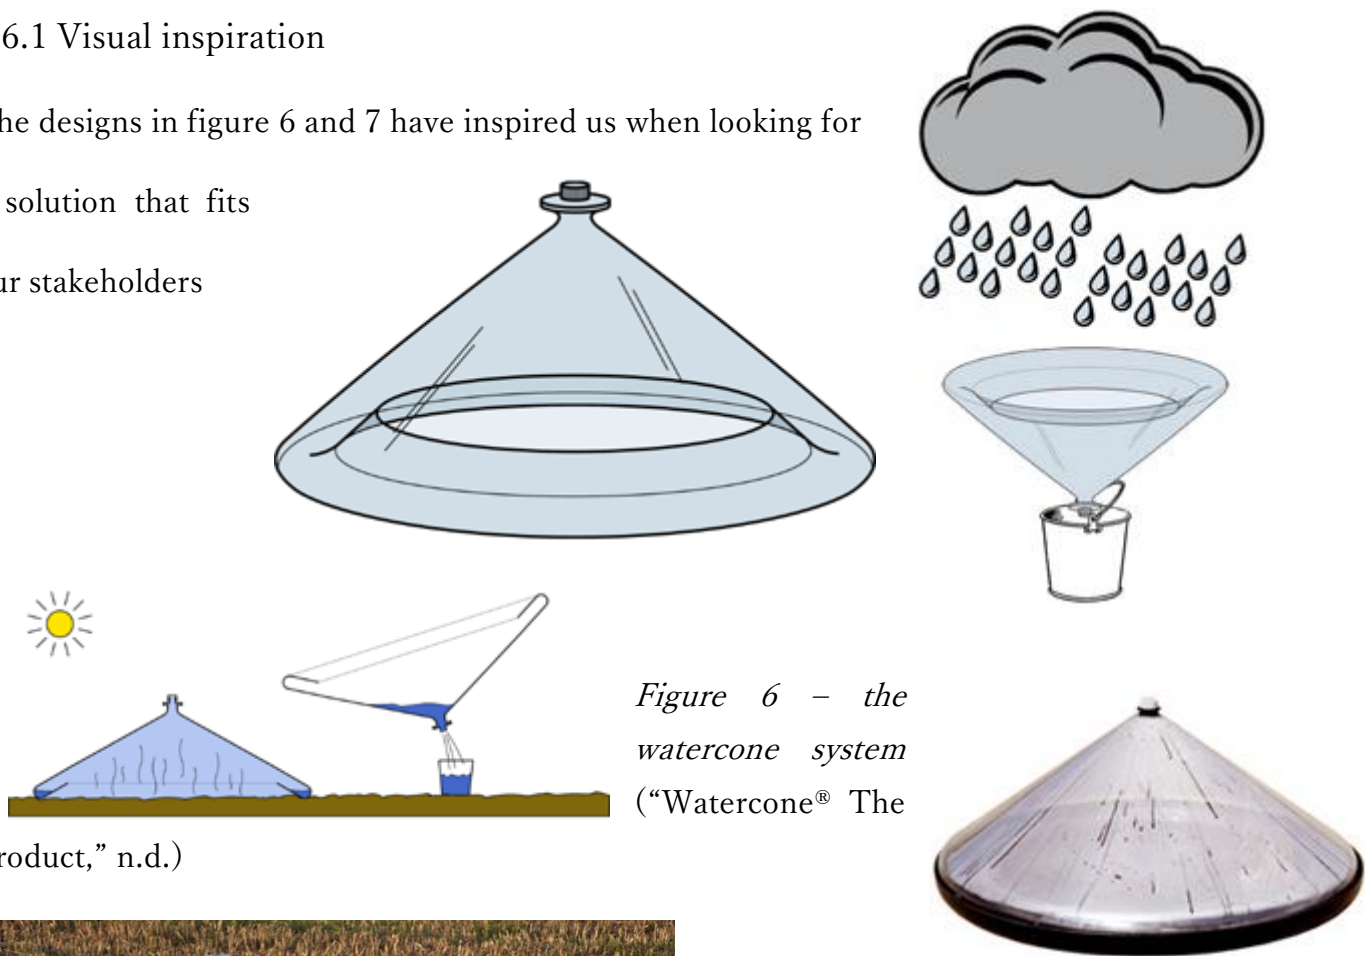 6.1 Visual inspiration
he designs in figure 6 and 7 have inspired us when looking for
solution that fits
ur stakeholders
Figure 6 – the
watercone system
(“Watercone® The
roduct,” n.d.)